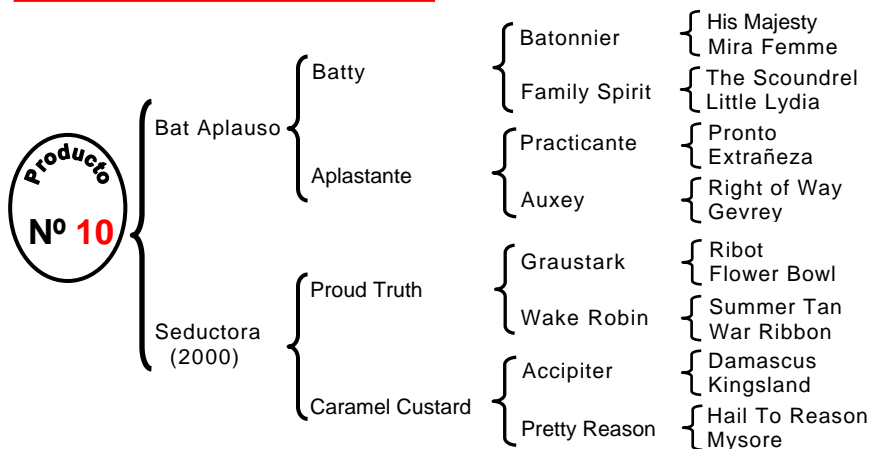 Producto
Nº 10
Bat Aplauso
Seductora
(2000)
Batty
Aplastante
Proud Truth
Caramel Custard
Batonnier
Family Spirit
Practicante
Auxey
Graustark
Wake Robin
Accipiter
Pretty Reason
His Majesty
Mira Femme
The Scoundrel
Little Lydia
Pronto
Extrañeza
Right of Way
Gevrey
Ribot
Flower Bowl
Summer Tan
War Ribbon
Damascus
Kingsland
Hail To Reason
Mysore